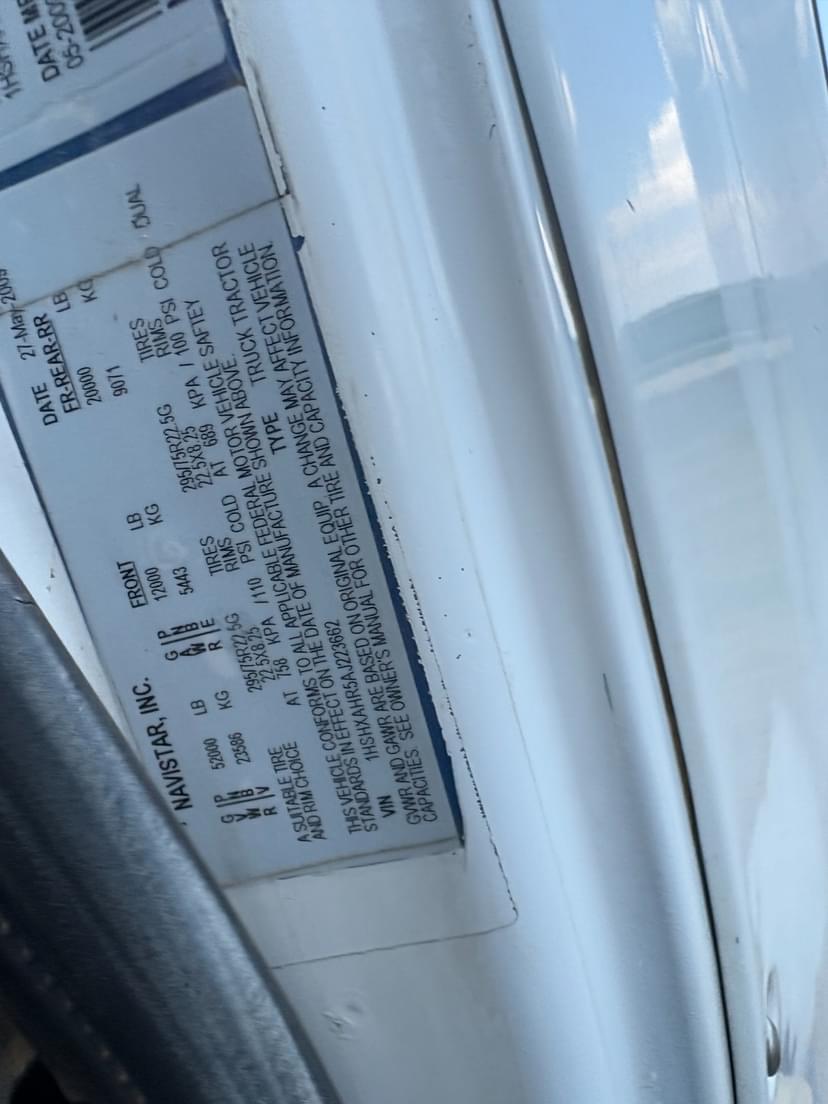 DATE
NAVISTAR, INC. DATE 27-May-2009
FRONT FR-REAR-RR
G P 52000 LB G P 12000 LB 20000 LB
V N 23586 KG A N 5443 KG 9071 KG
W B W B
R V R E
A SUITABLE TIRE 295/75R22.5G TIRES 295/75R22.5G TIRES
AND RIM CHOICE 22.5X8.25 RIMS 22.5X8.25 RIMS
AT 758 KPA /110 PSI COLD AT 689 KPA / 100 PSI COLD DUAL
THIS VEHICLE CONFORMS TO ALL APPLICABLE FEDERAL MOTOR VEHICLE SAFTEY
STANDARDS IN EFFECT ON THE DATE OF MANUFACTURE SHOWN ABOVE.
VIN 1HSHXAHR5AJ223662 TYPE TRUCK TRACTOR
GVWR AND GAWR ARE BASED ON ORIGINAL EQUIP. A CHANGE MAY AFFECT VEHICLE
CAPACITIES. SEE OWNER'S MANUAL FOR OTHER TIRE AND CAPACITY INFORMATION.